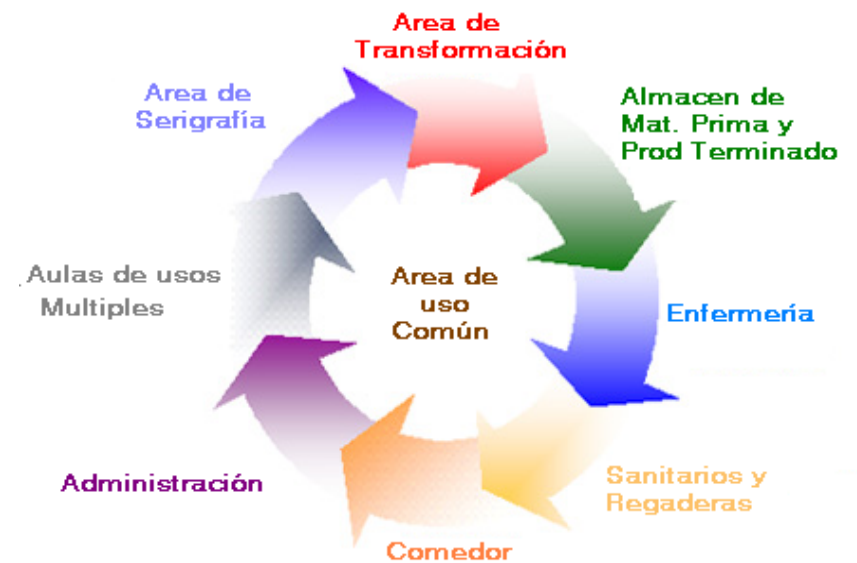 Area de
Transformación
Area de
Serigrafía
Almacen de
Mat. Prima y
Prod Terminado
Aulas de usos
Multiples
Area de
uso
Común
Enfermería
Administración
Sanitarios y
Regaderas
Comedor